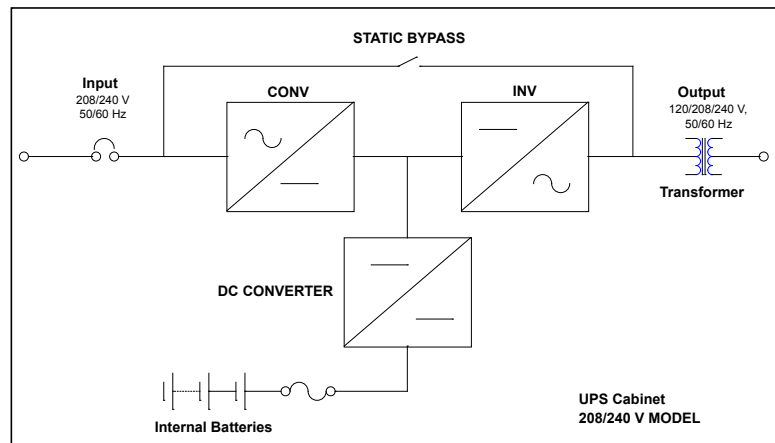 STATIC BYPASS
Input
208/240 V
50/60 Hz
CONV
INV
Output
120/208/240 V,
50/60 Hz
Transformer
DC CONVERTER
Internal Batteries
UPS Cabinet
208/240 V MODEL